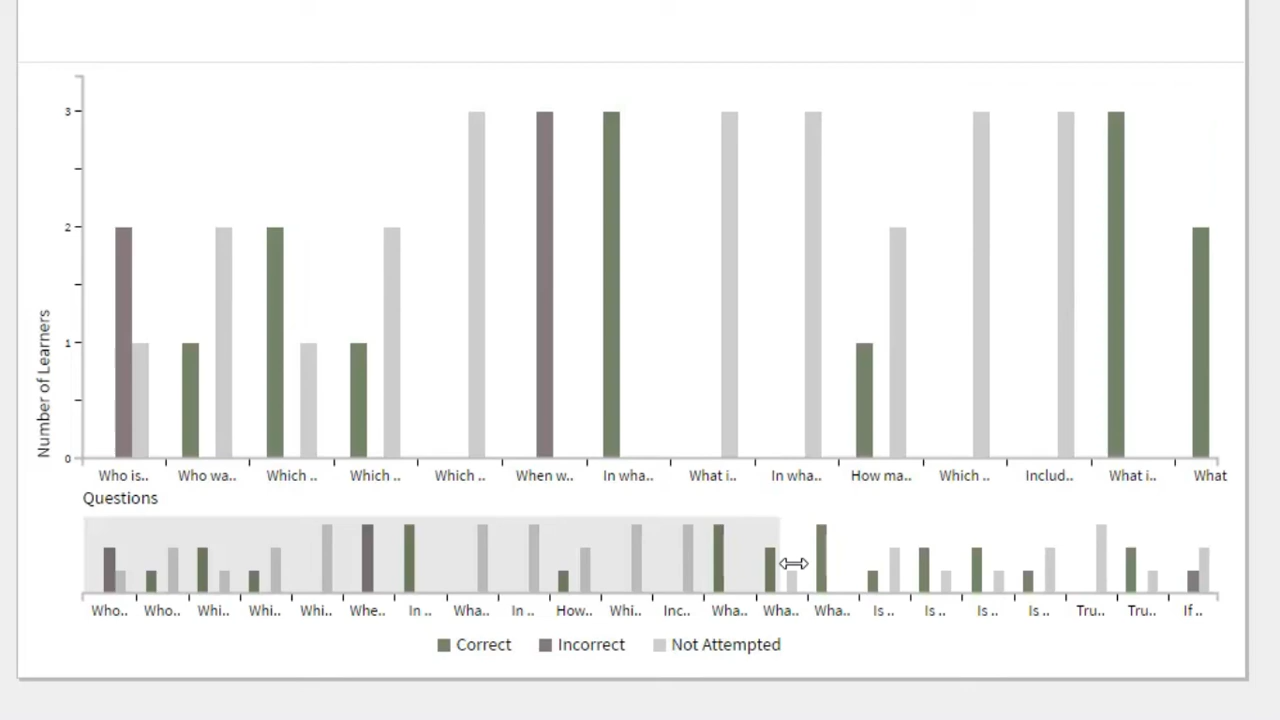 3
2
1
0
Number of Learners
Who is.. Who wa.. Which .. Which .. Which .. When w.. In wha.. What i.. In wha.. How ma.. Which .. Includ.. What i.. What
Questions
Who.. Who.. Whi.. Whi.. Whi.. Whe.. In .. Wha.. In .. How.. Whi.. Inc.. Wha.. Wha.. Wha.. Is .. Is .. Is .. Is .. Tru.. Tru.. If ..
Correct Incorrect Not Attempted